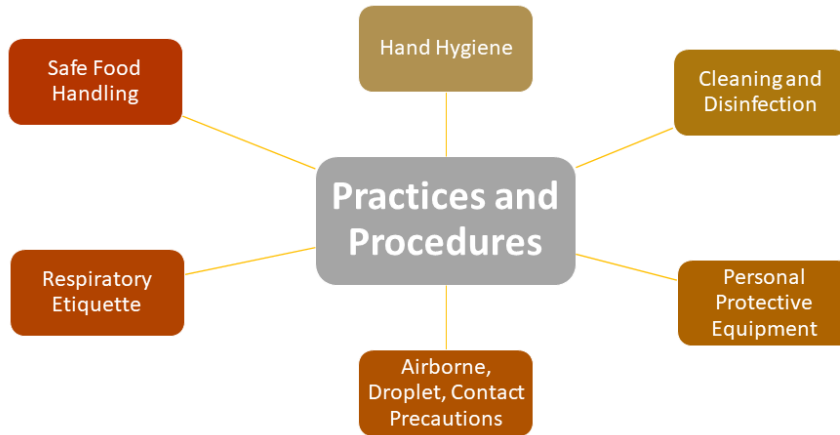 Hand Hygiene
Safe Food
Handling
Cleaning and
Disinfection
Practices and
Procedures
Respiratory
Etiquette
Personal
Protective
Equipment
Airborne,
Droplet, Contact
Precautions